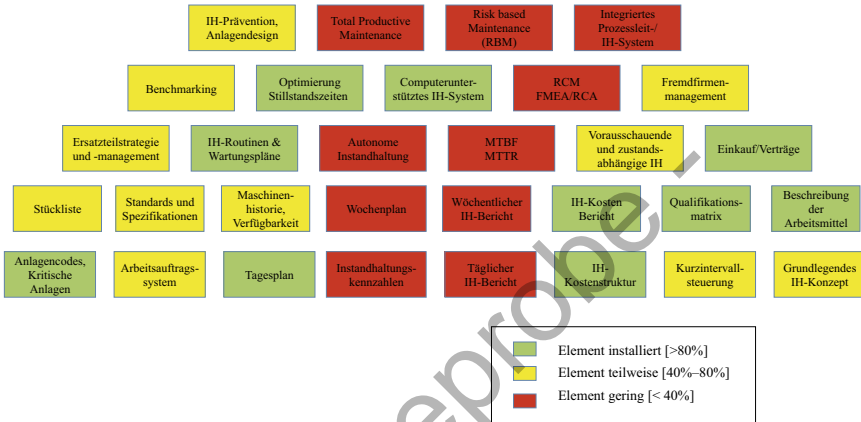 IH-Prävention,
Anlagendesign
Total Productive
Maintenance
Risk based
Maintenance
(RBM)
Integriertes
Prozessleit-/
IH-System
Benchmarking
Optimierung
Stillstandszeiten
Computerunter-
stütztes IH-System
RCM
FMEA/RCA
Fremdfirmen-
management
Ersatzteilstrategie
und -management
IH-Routinen &
Wartungspläne
Autonome
Instandhaltung
MTBF
MTTR
Vorausschauende
und zustands-
abhängige IH
Einkauf/Verträge
Stückliste
Standards und
Spezifikationen
Maschinen-
historie,
Verfügbarkeit
Wochenplan
Wöchentlicher
IH-Bericht
IH-Kosten
Bericht
Qualifikations-
matrix
Beschreibung
der
Arbeitsmittel
Anlagencodes,
Kritische
Anlagen
Arbeitsauftrags-
system
Tagesplan
Instandhaltungs-
kennzahlen
Täglicher
IH-Bericht
IH-
Kostenstruktur
Kurzintervall-
steuerung
Grundlegendes
IH-Konzept
Element installiert [>80%]
Element teilweise [40%–80%]
Element gering [< 40%]
eprobe -